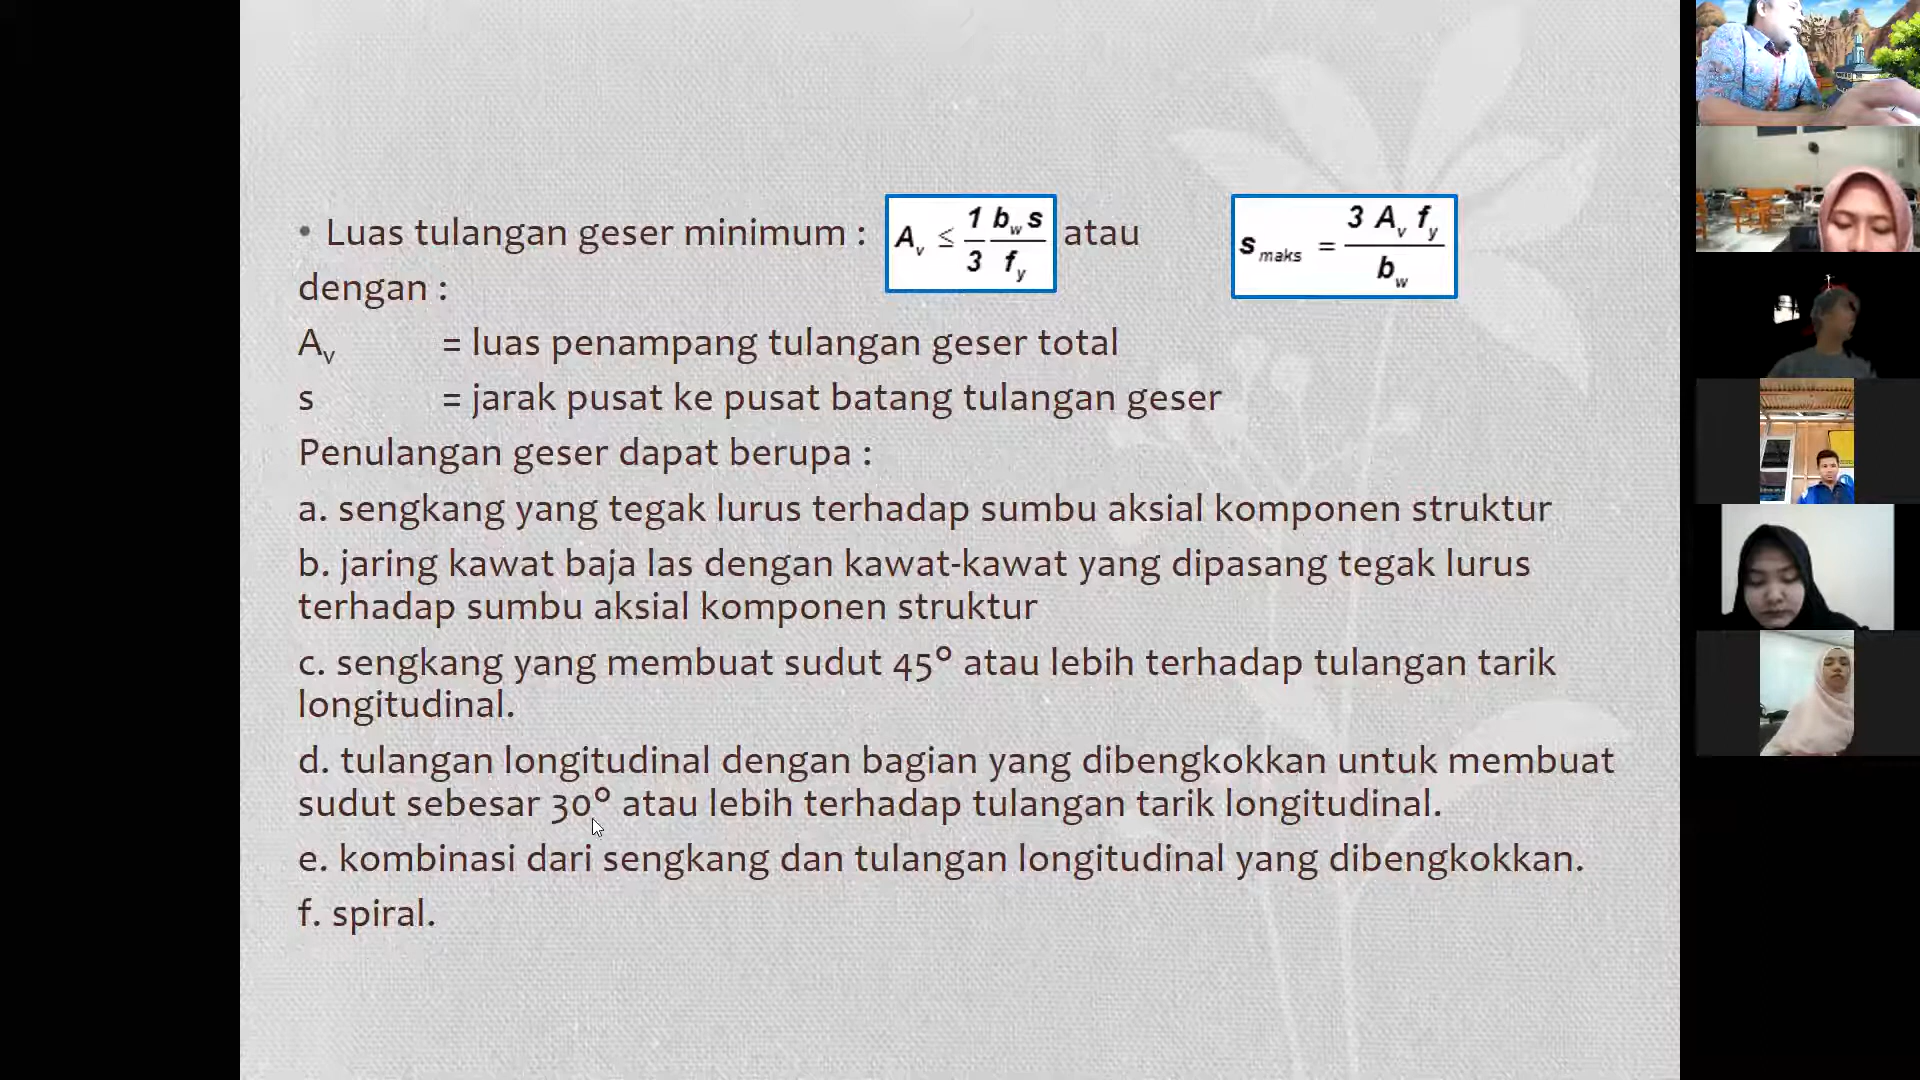 • Luas tulangan geser minimum : A_v ≤ 1/3 b_w s / f_y atau s_maks = 3 A_v f_y / b_w
dengan :
A_v = luas penampang tulangan geser total
s = jarak pusat ke pusat batang tulangan geser
Penulangan geser dapat berupa :
a. sengkang yang tegak lurus terhadap sumbu aksial komponen struktur
b. jaring kawat baja las dengan kawat-kawat yang dipasang tegak lurus
terhadap sumbu aksial komponen struktur
c. sengkang yang membuat sudut 45° atau lebih terhadap tulangan tarik
longitudinal.
d. tulangan longitudinal dengan bagian yang dibengkokkan untuk membuat
sudut sebesar 30° atau lebih terhadap tulangan tarik longitudinal.
e. kombinasi dari sengkang dan tulangan longitudinal yang dibengkokkan.
f. spiral.